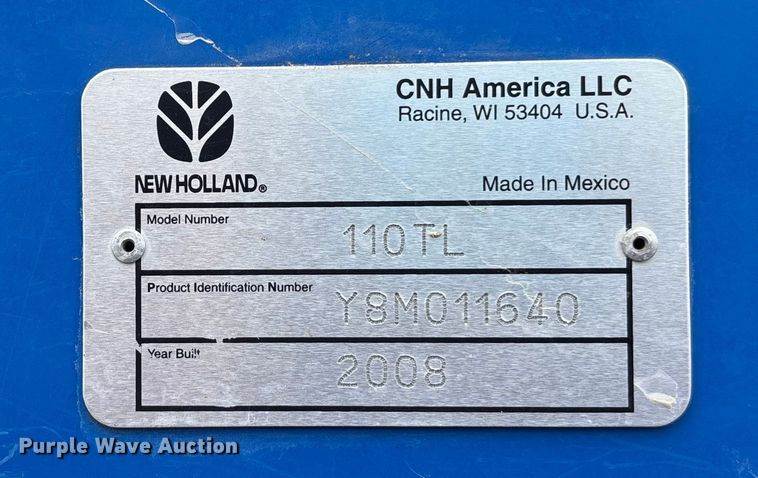 CNH America LLC
Racine, WI 53404 U.S.A.
NEW HOLLAND®
Made In Mexico
Model Number
110TL
Product Identification Number
Y8M011640
Year Built
2008
Purple Wave Auction